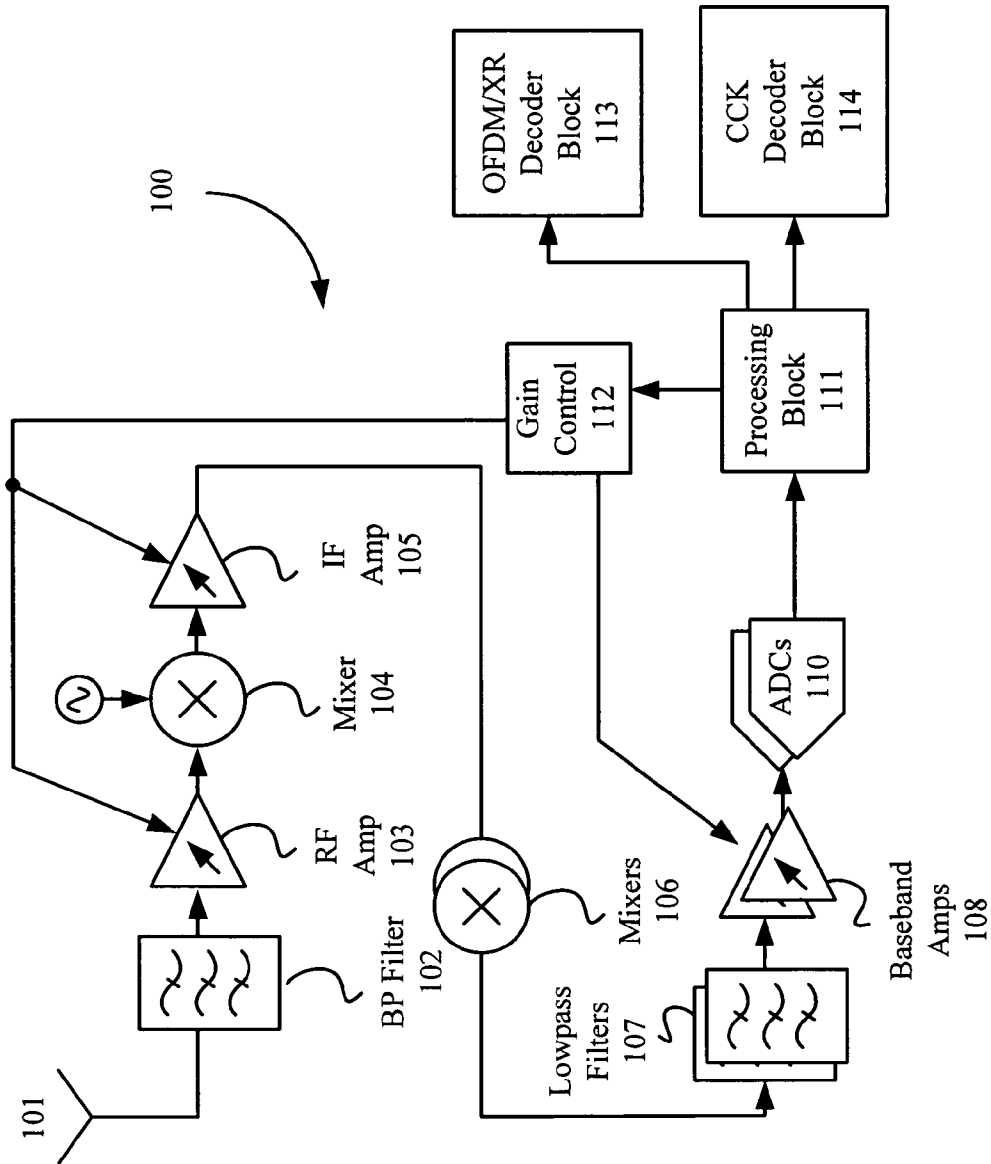 100
101
BP Filter
102
RF
Amp
103
Mixer
104
IF
Amp
105
Mixers
106
Lowpass
Filters
107
Baseband
Amps
108
ADCs
110
Processing
Block
111
Gain
Control
112
OFDM/XR
Decoder
Block
113
CCK
Decoder
Block
114